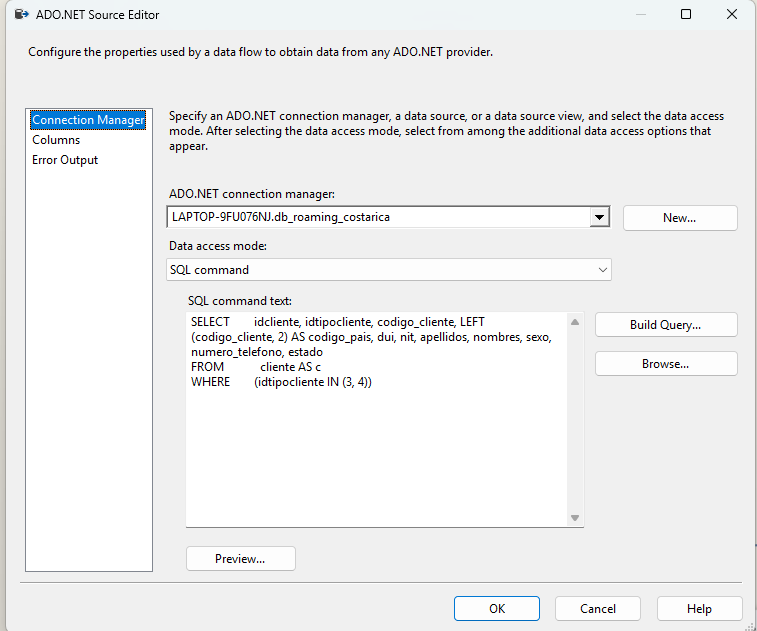 ADO.NET Source Editor
Configure the properties used by a data flow to obtain data from any ADO.NET provider.
Connection Manager
Columns
Error Output
Specify an ADO.NET connection manager, a data source, or a data source view, and select the data access
mode. After selecting the data access mode, select from among the additional data access options that
appear.
ADO.NET connection manager:
LAPTOP-9FU076NJ.db_roaming_costarica
New...
Data access mode:
SQL command
SQL command text:
SELECT idcliente, idtipocliente, codigo_cliente, LEFT
(codigo_cliente, 2) AS codigo_pais, dui, nit, apellidos, nombres, sexo,
numero_telefono, estado
FROM cliente AS c
WHERE (idtipocliente IN (3, 4))
Build Query...
Browse...
Preview...
OK
Cancel
Help